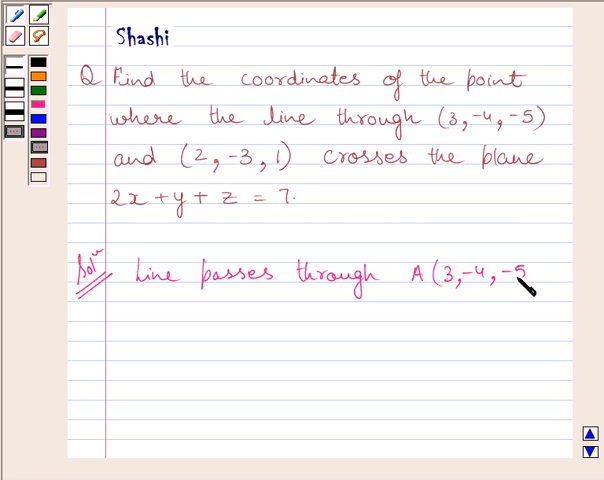 Shashi
Q Find the coordinates of the point
where the line through (3, -4, -5)
and (2, -3, 1) crosses the plane
2x + y + z = 7.
Solⁿ Line passes through A (3, -4, -5